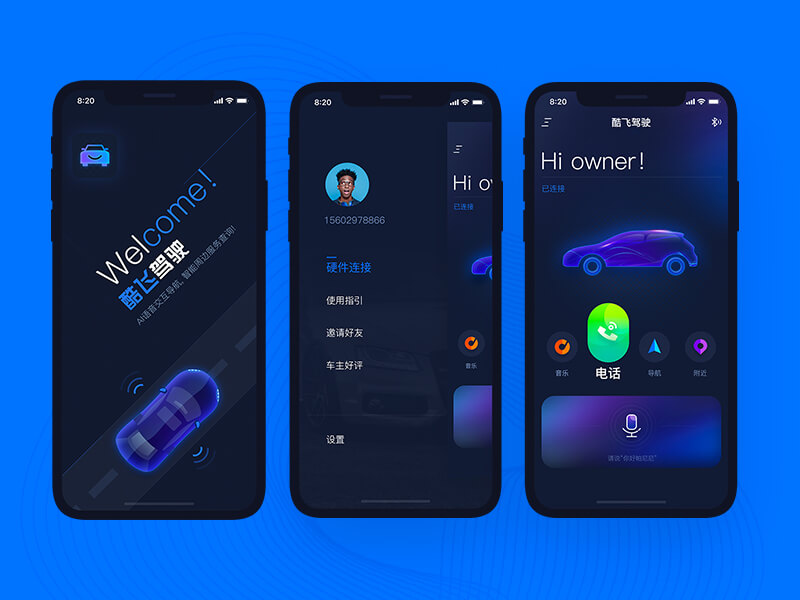 8:20
Welcome!
酷飞驾驶
AI语音交互导航, 智能周边服务查询!
8:20
15602978866
硬件连接
使用指引
邀请好友
车主好评
设置
Hi ow
已连接
音乐
8:20
酷飞驾驶
Hi owner!
已连接
音乐
电话
导航
附近
请说"你好帕尼尼"